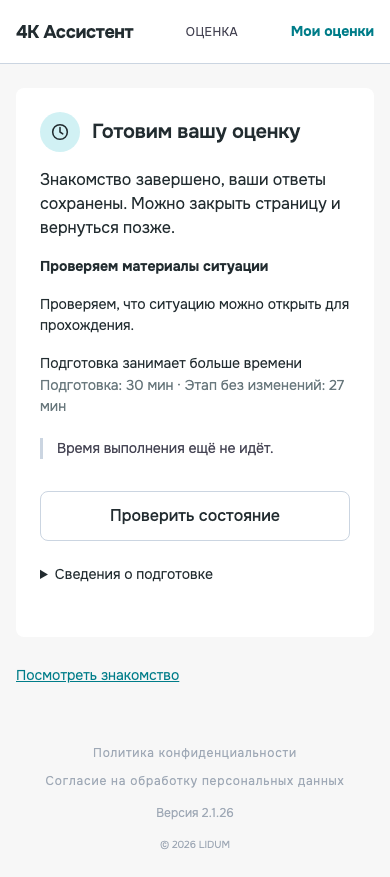 4K Ассистент
ОЦЕНКА
Мои оценки
Готовим вашу оценку
Знакомство завершено, ваши ответы
сохранены. Можно закрыть страницу и
вернуться позже.
Проверяем материалы ситуации
Проверяем, что ситуацию можно открыть для
прохождения.
Подготовка занимает больше времени
Подготовка: 30 мин · Этап без изменений: 27
мин
Время выполнения ещё не идёт.
Проверить состояние
Сведения о подготовке
Посмотреть знакомство
Политика конфиденциальности
Согласие на обработку персональных данных
Версия 2.1.26
© 2026 LIDUM